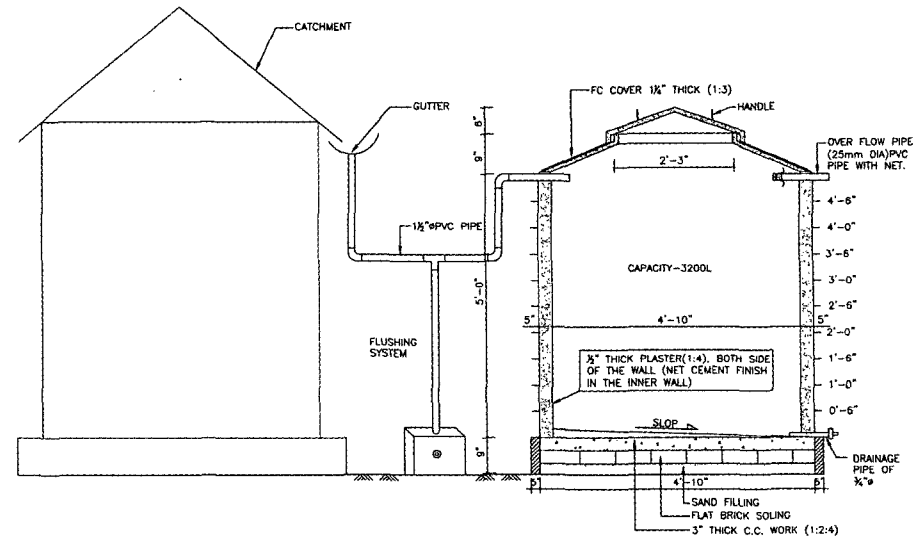 CATCHMENT
GUTTER
FC COVER 1¼" THICK (1:3)
HANDLE
6"
9"
2'-3"
OVER FLOW PIPE
(25mm DIA)PVC
PIPE WITH NET.
1½"øPVC PIPE
5'-0"
CAPACITY-3200L
4'-6"
4'-0"
3'-6"
3'-0"
2'-6"
2'-0"
1'-6"
1'-0"
0'-6"
5"
4'-10"
5"
FLUSHING
SYSTEM
½" THICK PLASTER(1:4), BOTH SIDE
OF THE WALL (NET CEMENT FINISH
IN THE INNER WALL)
SLOP
9"
DRAINAGE
PIPE OF
¾"ø
5"
4'-10"
5"
SAND FILLING
FLAT BRICK SOLING
3" THICK C.C. WORK (1:2:4)